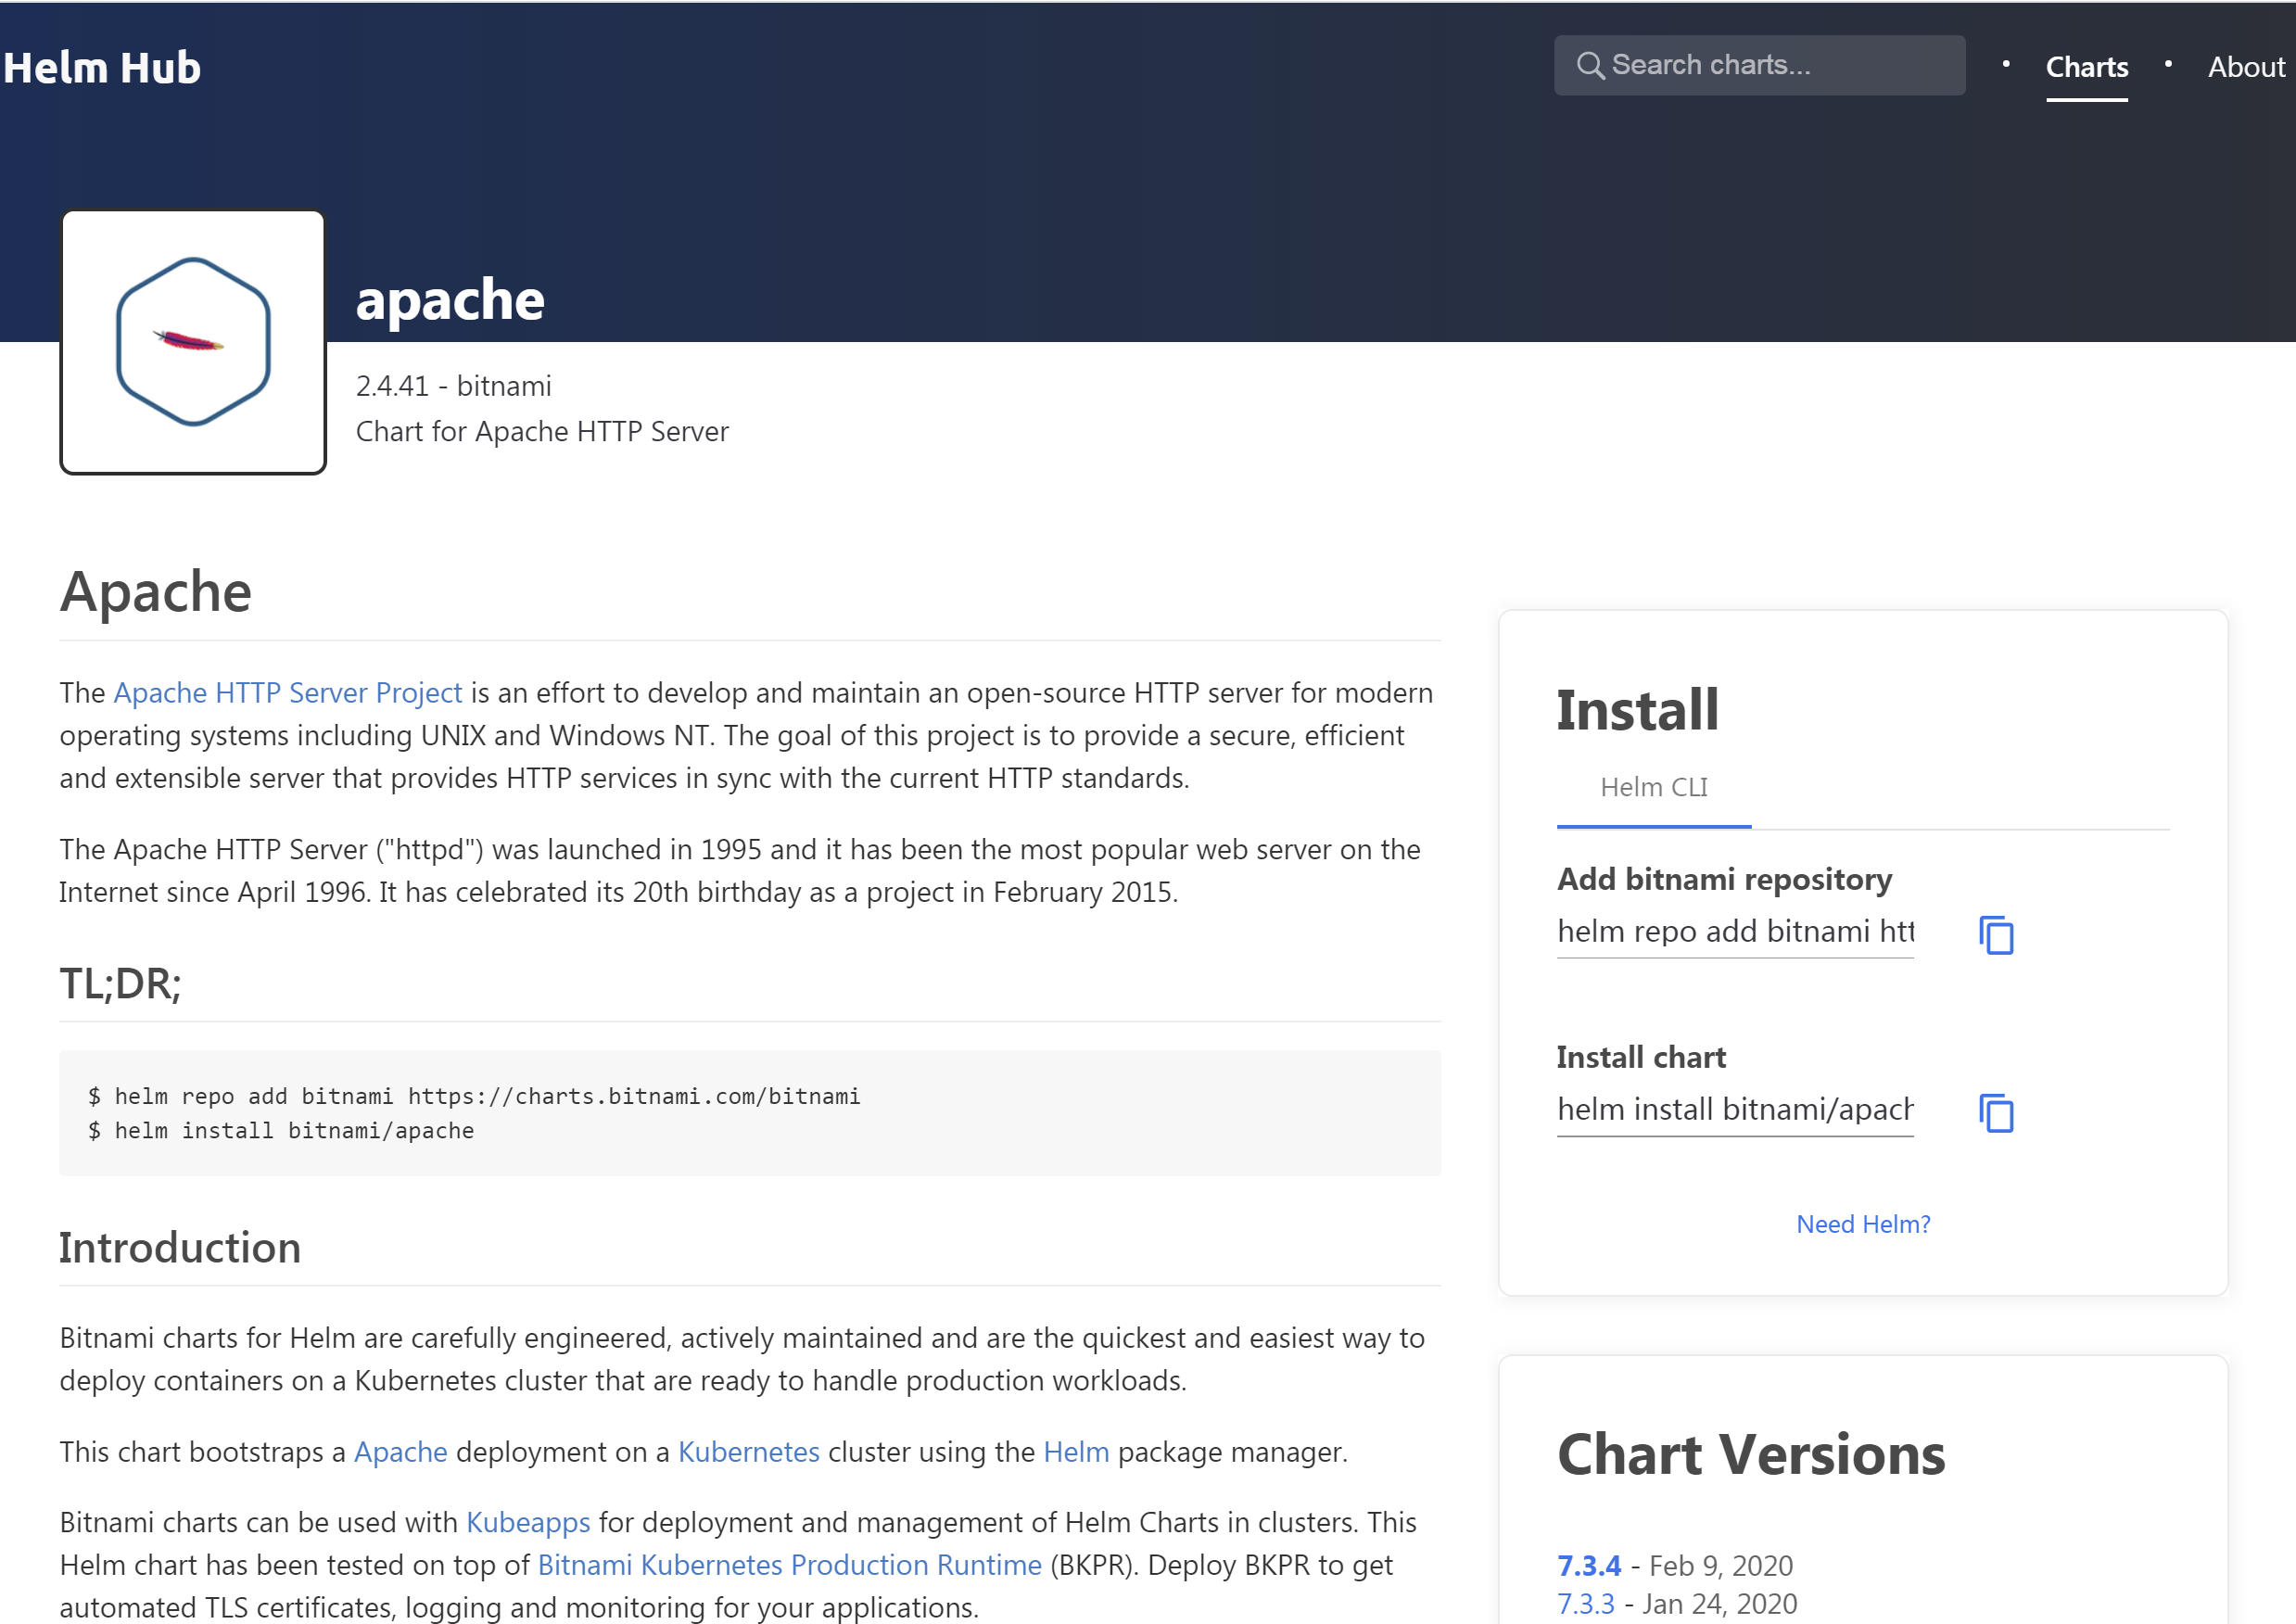 Helm Hub
Search charts...
Charts
About
apache
2.4.41 - bitnami
Chart for Apache HTTP Server
Apache
The Apache HTTP Server Project is an effort to develop and maintain an open-source HTTP server for modern
operating systems including UNIX and Windows NT. The goal of this project is to provide a secure, efficient
and extensible server that provides HTTP services in sync with the current HTTP standards.
The Apache HTTP Server ("httpd") was launched in 1995 and it has been the most popular web server on the
Internet since April 1996. It has celebrated its 20th birthday as a project in February 2015.
TL;DR;
$ helm repo add bitnami https://charts.bitnami.com/bitnami
$ helm install bitnami/apache
Introduction
Bitnami charts for Helm are carefully engineered, actively maintained and are the quickest and easiest way to
deploy containers on a Kubernetes cluster that are ready to handle production workloads.
This chart bootstraps a Apache deployment on a Kubernetes cluster using the Helm package manager.
Bitnami charts can be used with Kubeapps for deployment and management of Helm Charts in clusters. This
Helm chart has been tested on top of Bitnami Kubernetes Production Runtime (BKPR). Deploy BKPR to get
automated TLS certificates, logging and monitoring for your applications.
Install
Helm CLI
Add bitnami repository
helm repo add bitnami htt
Install chart
helm install bitnami/apach
Need Helm?
Chart Versions
7.3.4 - Feb 9, 2020
7.3.3 - Jan 24, 2020